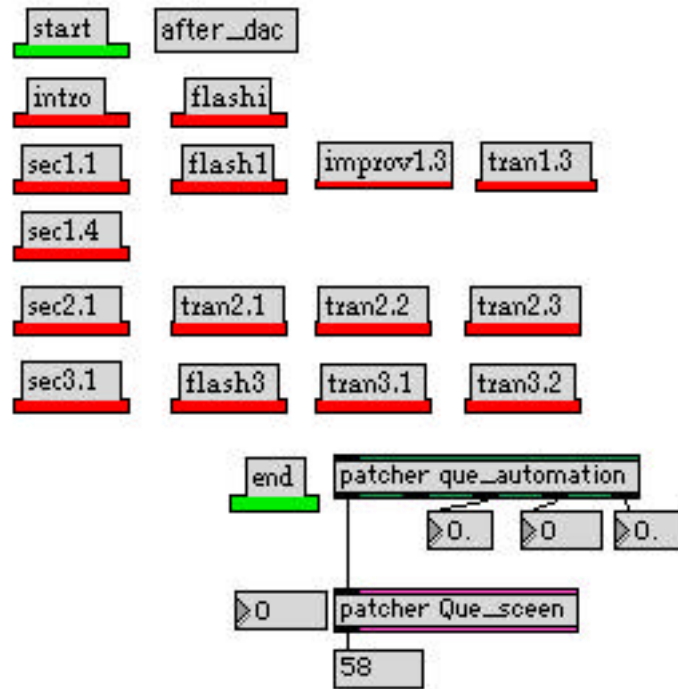 start after_dac
intro flashi
sec1.1 flash1 improv1.3 tran1.3
sec1.4
sec2.1 tran2.1 tran2.2 tran2.3
sec3.1 flash3 tran3.1 tran3.2
end patcher que_automation
0. 0 0.
0 patcher Que_sceen
58